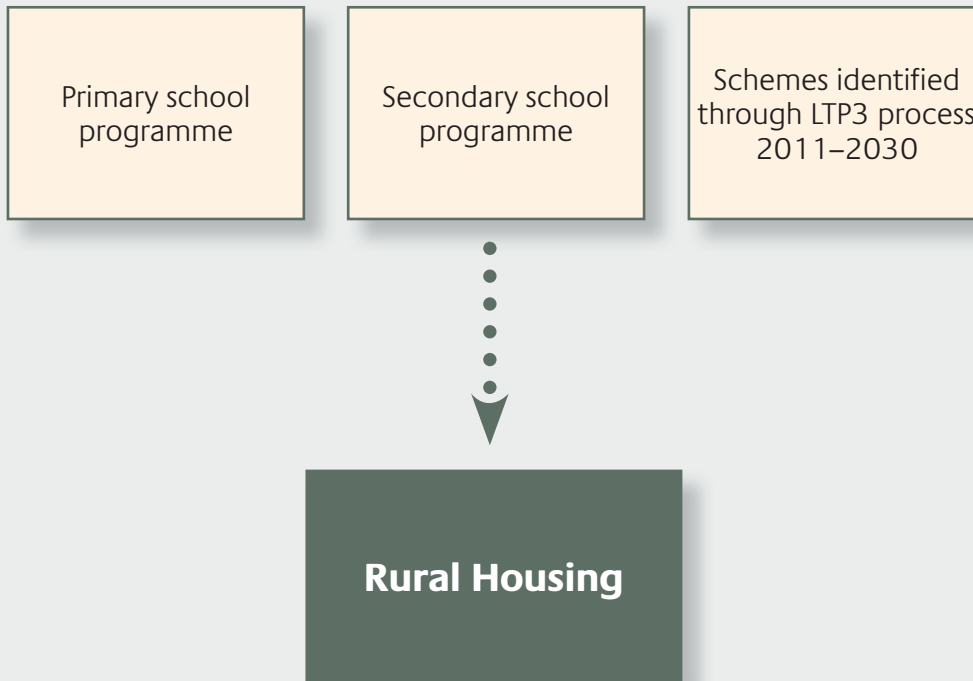 Primary school
programme
Secondary school
programme
Schemes identified
through LTP3 process
2011–2030
Rural Housing